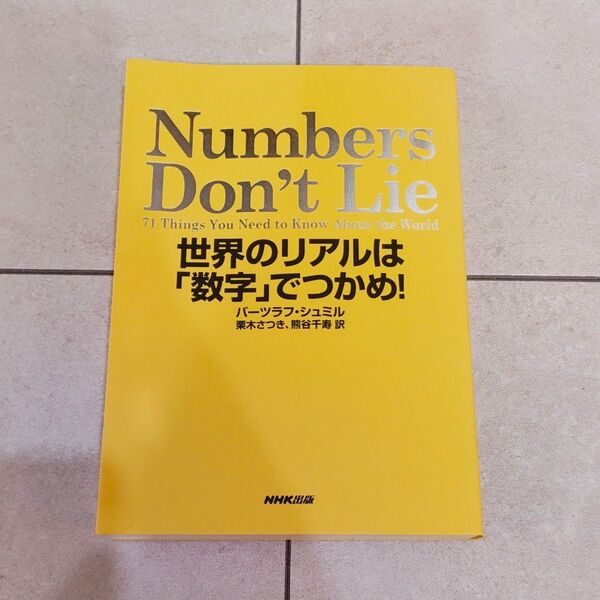 Numbers
Don't Lie
71 Things You Need to Know About the World
世界のリアルは
「数字」でつかめ!
バーツラフ・シュミル
栗木さつき、熊谷千寿 訳
NHK出版